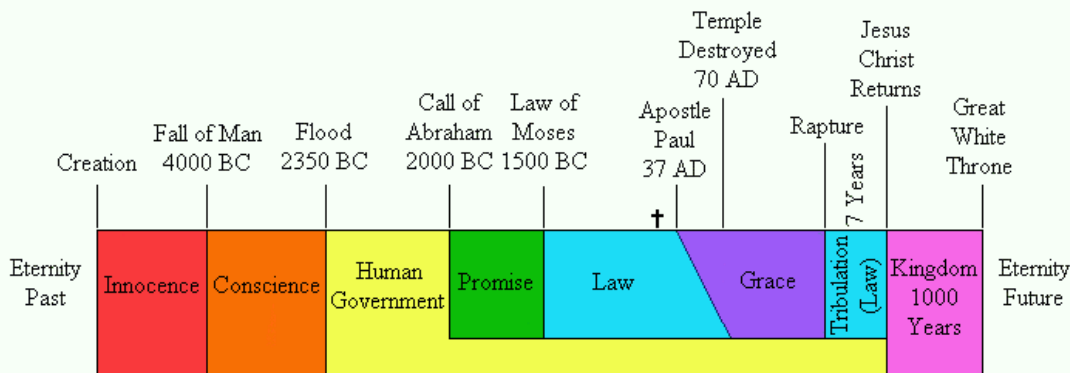 Creation
Fall of Man
4000 BC
Flood
2350 BC
Call of
Abraham
2000 BC
Law of
Moses
1500 BC
Apostle
Paul
37 AD
Temple
Destroyed
70 AD
Rapture
7 Years
Jesus
Christ
Returns
Great
White
Throne
Eternity
Past
Innocence
Conscience
Human
Government
Promise
Law
Grace
Tribulation
(Law)
Kingdom
1000
Years
Eternity
Future